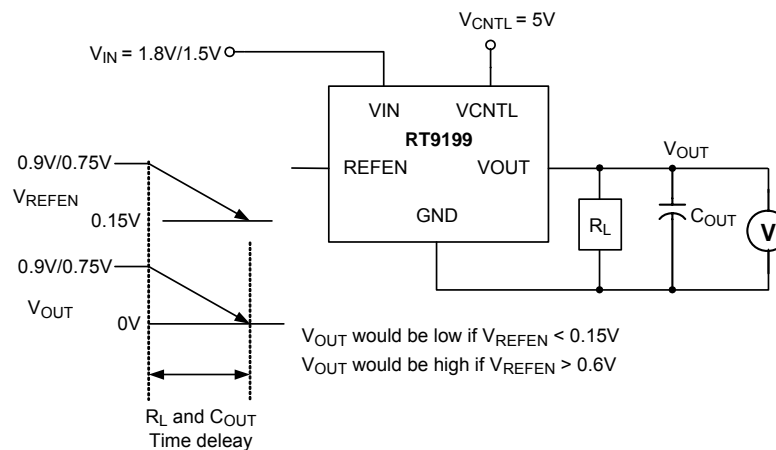 VCNTL = 5V
VIN = 1.8V/1.5V
VIN
VCNTL
RT9199
REFEN
VOUT
GND
VOUT
RL
COUT
V
0.9V/0.75V
VREFEN
0.15V
0.9V/0.75V
VOUT
0V
VOUT would be low if VREFEN < 0.15V
VOUT would be high if VREFEN > 0.6V
RL and COUT
Time deleay